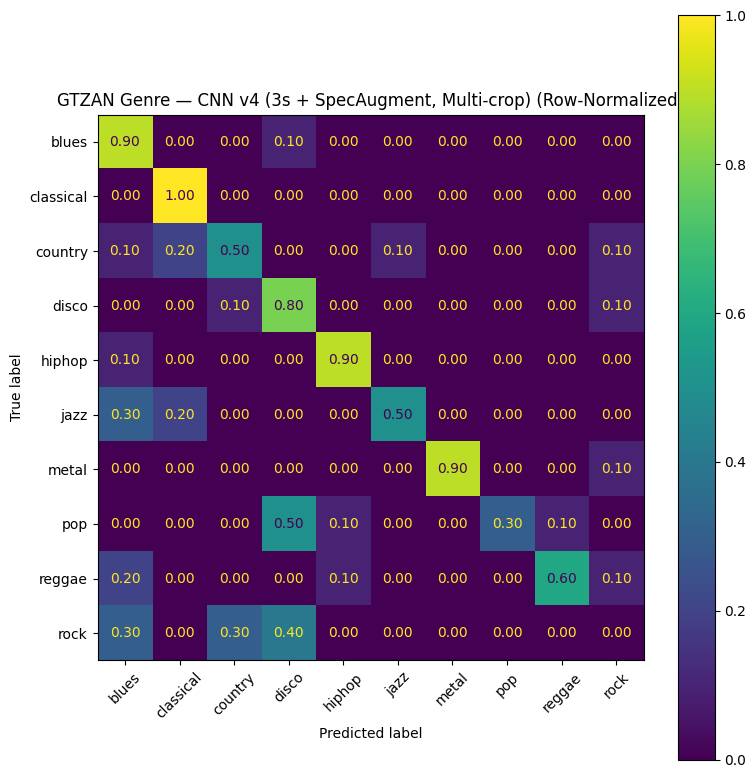 GTZAN Genre — CNN v4 (3s + SpecAugment, Multi-crop) (Row-Normalized
1.0
blues 0.90 0.00 0.00 0.10 0.00 0.00 0.00 0.00 0.00 0.00
classical 0.00 1.00 0.00 0.00 0.00 0.00 0.00 0.00 0.00 0.00
0.8
country 0.10 0.20 0.50 0.00 0.00 0.10 0.00 0.00 0.00 0.10
disco 0.00 0.00 0.10 0.80 0.00 0.00 0.00 0.00 0.00 0.10
0.6
hiphop 0.10 0.00 0.00 0.00 0.90 0.00 0.00 0.00 0.00 0.00
True label
jazz 0.30 0.20 0.00 0.00 0.00 0.50 0.00 0.00 0.00 0.00
0.4
metal 0.00 0.00 0.00 0.00 0.00 0.00 0.90 0.00 0.00 0.10
pop 0.00 0.00 0.00 0.50 0.10 0.00 0.00 0.30 0.10 0.00
reggae 0.20 0.00 0.00 0.00 0.10 0.00 0.00 0.00 0.60 0.10
0.2
rock 0.30 0.00 0.30 0.40 0.00 0.00 0.00 0.00 0.00 0.00
blues classical country disco hiphop jazz metal pop reggae rock
Predicted label
0.0